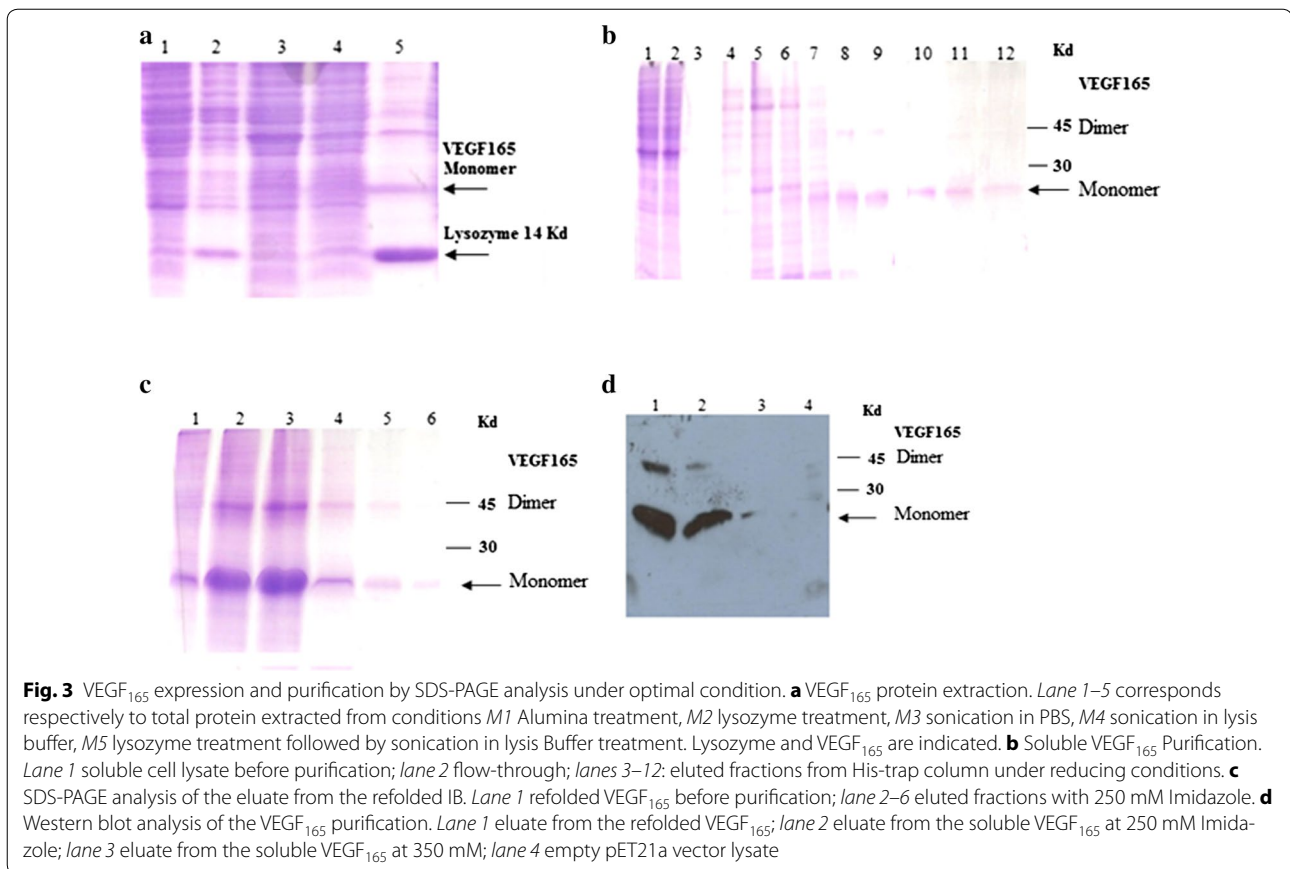 a
1 2 3 4 5
VEGF165
Monomer
Lysozyme 14 Kd
b
1 2 3 4 5 6 7 8 9 10 11 12 Kd
VEGF165
45 Dimer
30
Monomer
c
1 2 3 4 5 6 Kd
VEGF165
45 Dimer
30
Monomer
d
1 2 3 4 Kd
VEGF165
45 Dimer
30
Monomer
Fig. 3 VEGF165 expression and purification by SDS-PAGE analysis under optimal condition. a VEGF165 protein extraction. Lane 1–5 corresponds
respectively to total protein extracted from conditions M1 Alumina treatment, M2 lysozyme treatment, M3 sonication in PBS, M4 sonication in lysis
buffer, M5 lysozyme treatment followed by sonication in lysis Buffer treatment. Lysozyme and VEGF165 are indicated. b Soluble VEGF165 Purification.
Lane 1 soluble cell lysate before purification; lane 2 flow-through; lanes 3–12: eluted fractions from His-trap column under reducing conditions. c
SDS-PAGE analysis of the eluate from the refolded IB. Lane 1 refolded VEGF165 before purification; lane 2–6 eluted fractions with 250 mM Imidazole. d
Western blot analysis of the VEGF165 purification. Lane 1 eluate from the refolded VEGF165; lane 2 eluate from the soluble VEGF165 at 250 mM Imida-
zole; lane 3 eluate from the soluble VEGF165 at 350 mM; lane 4 empty pET21a vector lysate